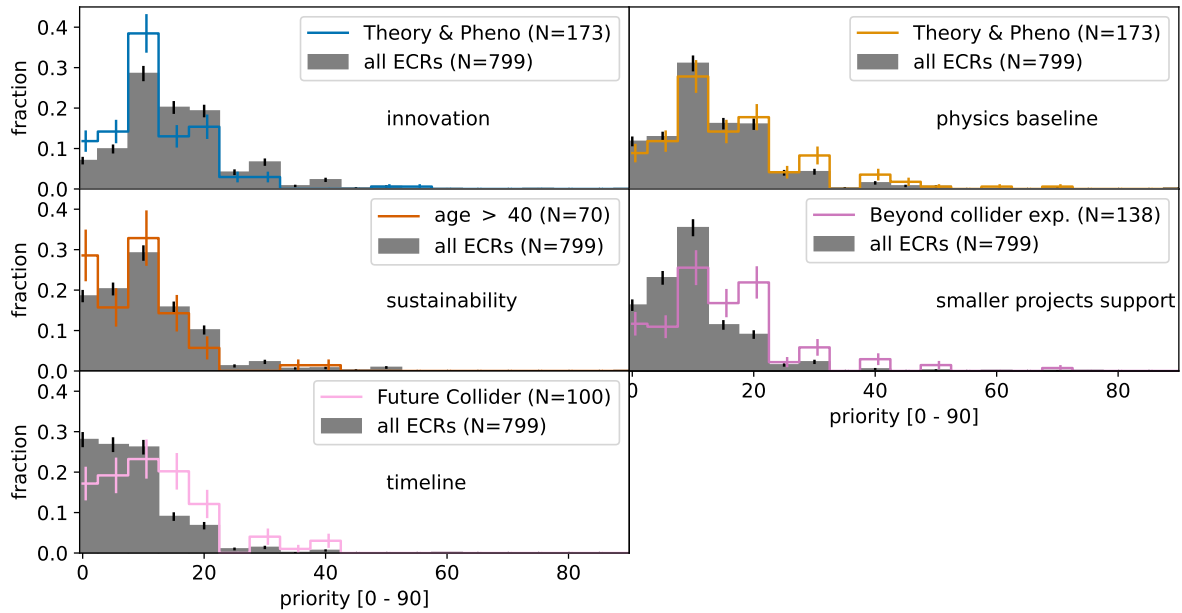 0.4
0.3
0.2
0.1
0.0
fraction
Theory & Pheno (N=173)
all ECRs (N=799)
innovation
Theory & Pheno (N=173)
all ECRs (N=799)
physics baseline
0.4
0.3
0.2
0.1
0.0
fraction
age > 40 (N=70)
all ECRs (N=799)
sustainability
Beyond collider exp. (N=138)
all ECRs (N=799)
smaller projects support
0 20 40 60 80
priority [0 - 90]
0.4
0.3
0.2
0.1
0.0
fraction
Future Collider (N=100)
all ECRs (N=799)
timeline
0 20 40 60 80
priority [0 - 90]